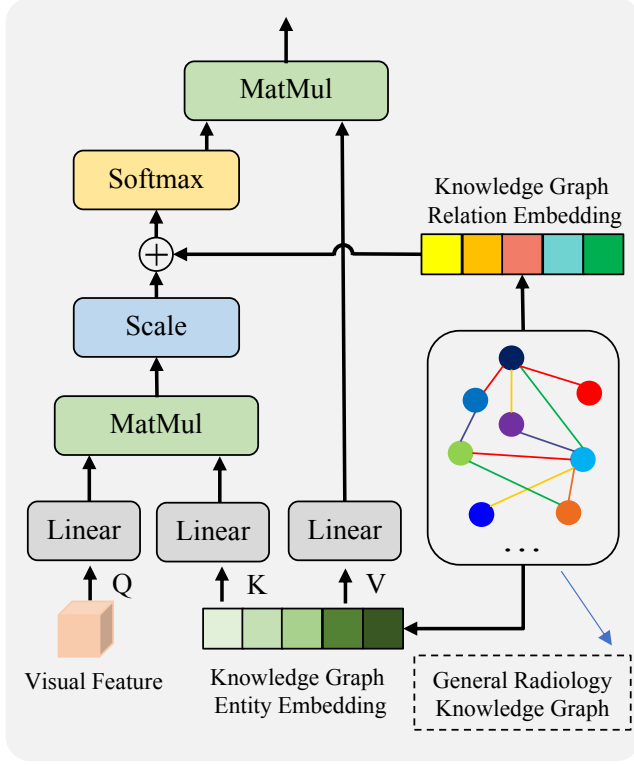 MatMul
Softmax
Knowledge Graph
Relation Embedding
+
Scale
MatMul
Linear
Linear
Linear
...
Q
K
V
Visual Feature
Knowledge Graph
Entity Embedding
General Radiology
Knowledge Graph